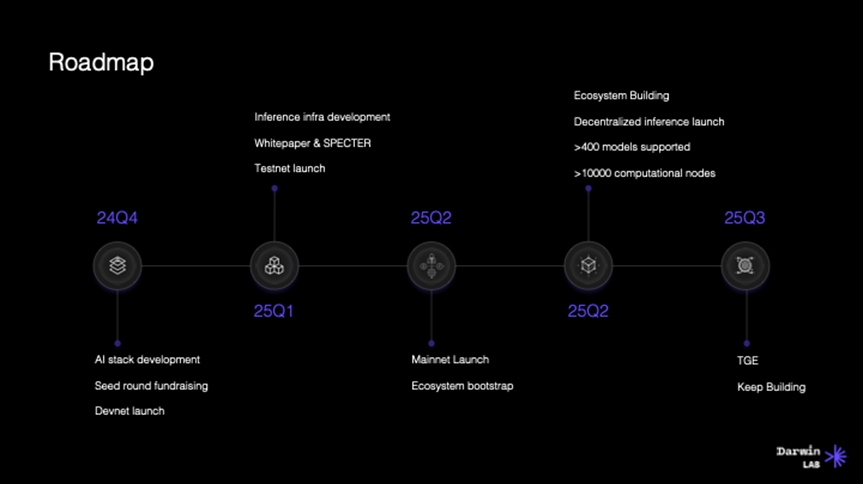 Roadmap
24Q4
AI stack development
Seed round fundraising
Devnet launch
Inference infra development
Whitepaper & SPECTER
Testnet launch
25Q1
25Q2
Mainnet Launch
Ecosystem bootstrap
Ecosystem Building
Decentralized inference launch
>400 models supported
>10000 computational nodes
25Q2
25Q3
TGE
Keep Building
Darwin
LAB